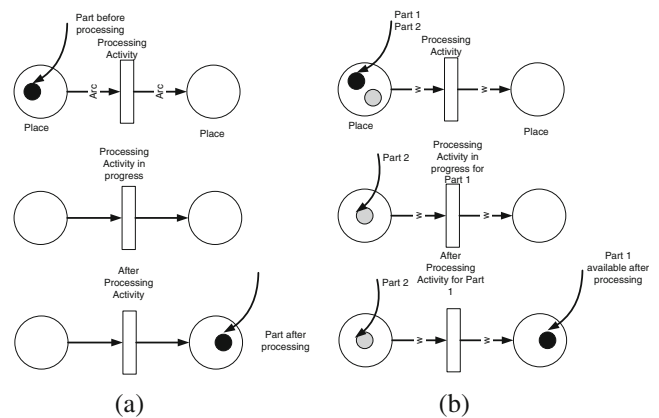 Part before
processing
Processing
Activity
Arc
Arc
Place
Place
Processing
Activity in
progress
After
Processing
Activity
Part after
processing
(a)
Part 1
Part 2
Processing
Activity
w
w
Place
Place
Part 2
Processing
Activity in
progress for
Part 1
w
w
After
Processing
Activity for Part
1
Part 2
w
w
Part 1
available after
processing
(b)